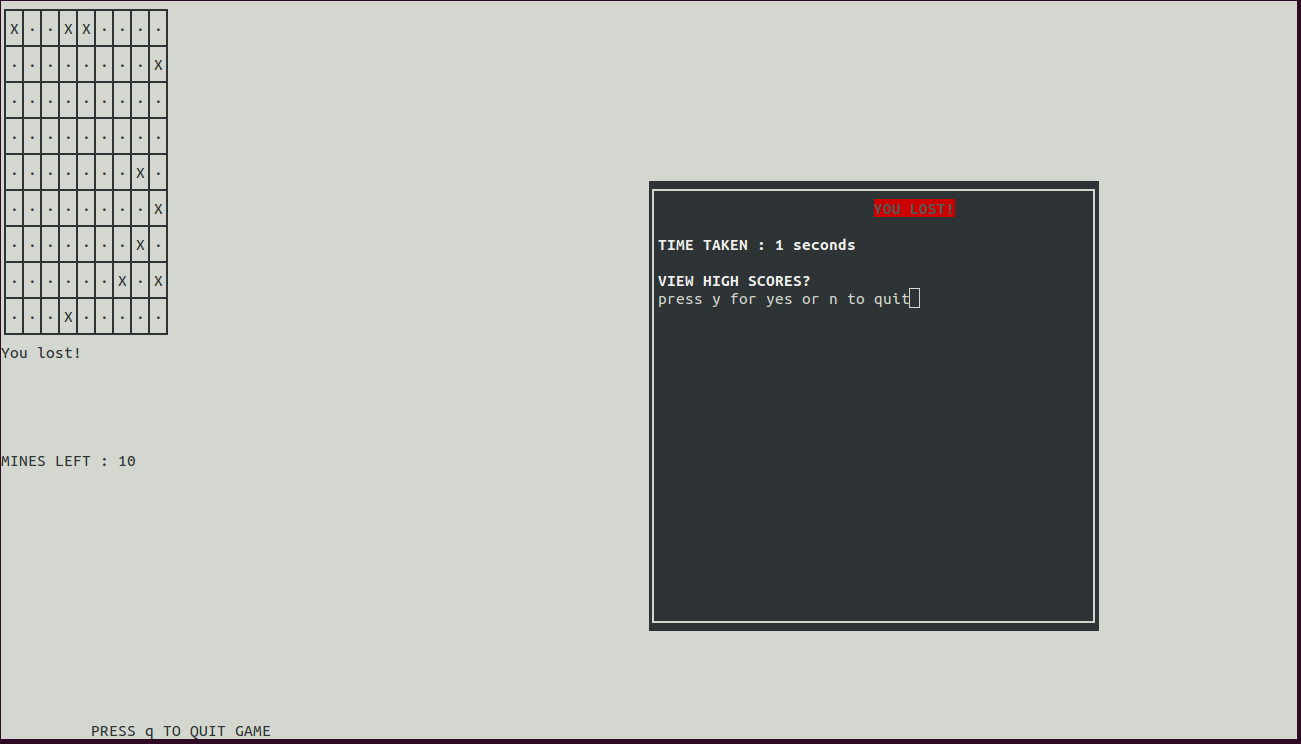 X · · X X · · · ·
· · · · · · · · X
· · · · · · · · ·
· · · · · · · · ·
· · · · · · · X ·
· · · · · · · · X
· · · · · · · X ·
· · · · · · X · X
· · · X · · · · ·
You lost!
MINES LEFT : 10
PRESS q TO QUIT GAME
YOU LOST!
TIME TAKEN : 1 seconds
VIEW HIGH SCORES?
press y for yes or n to quit